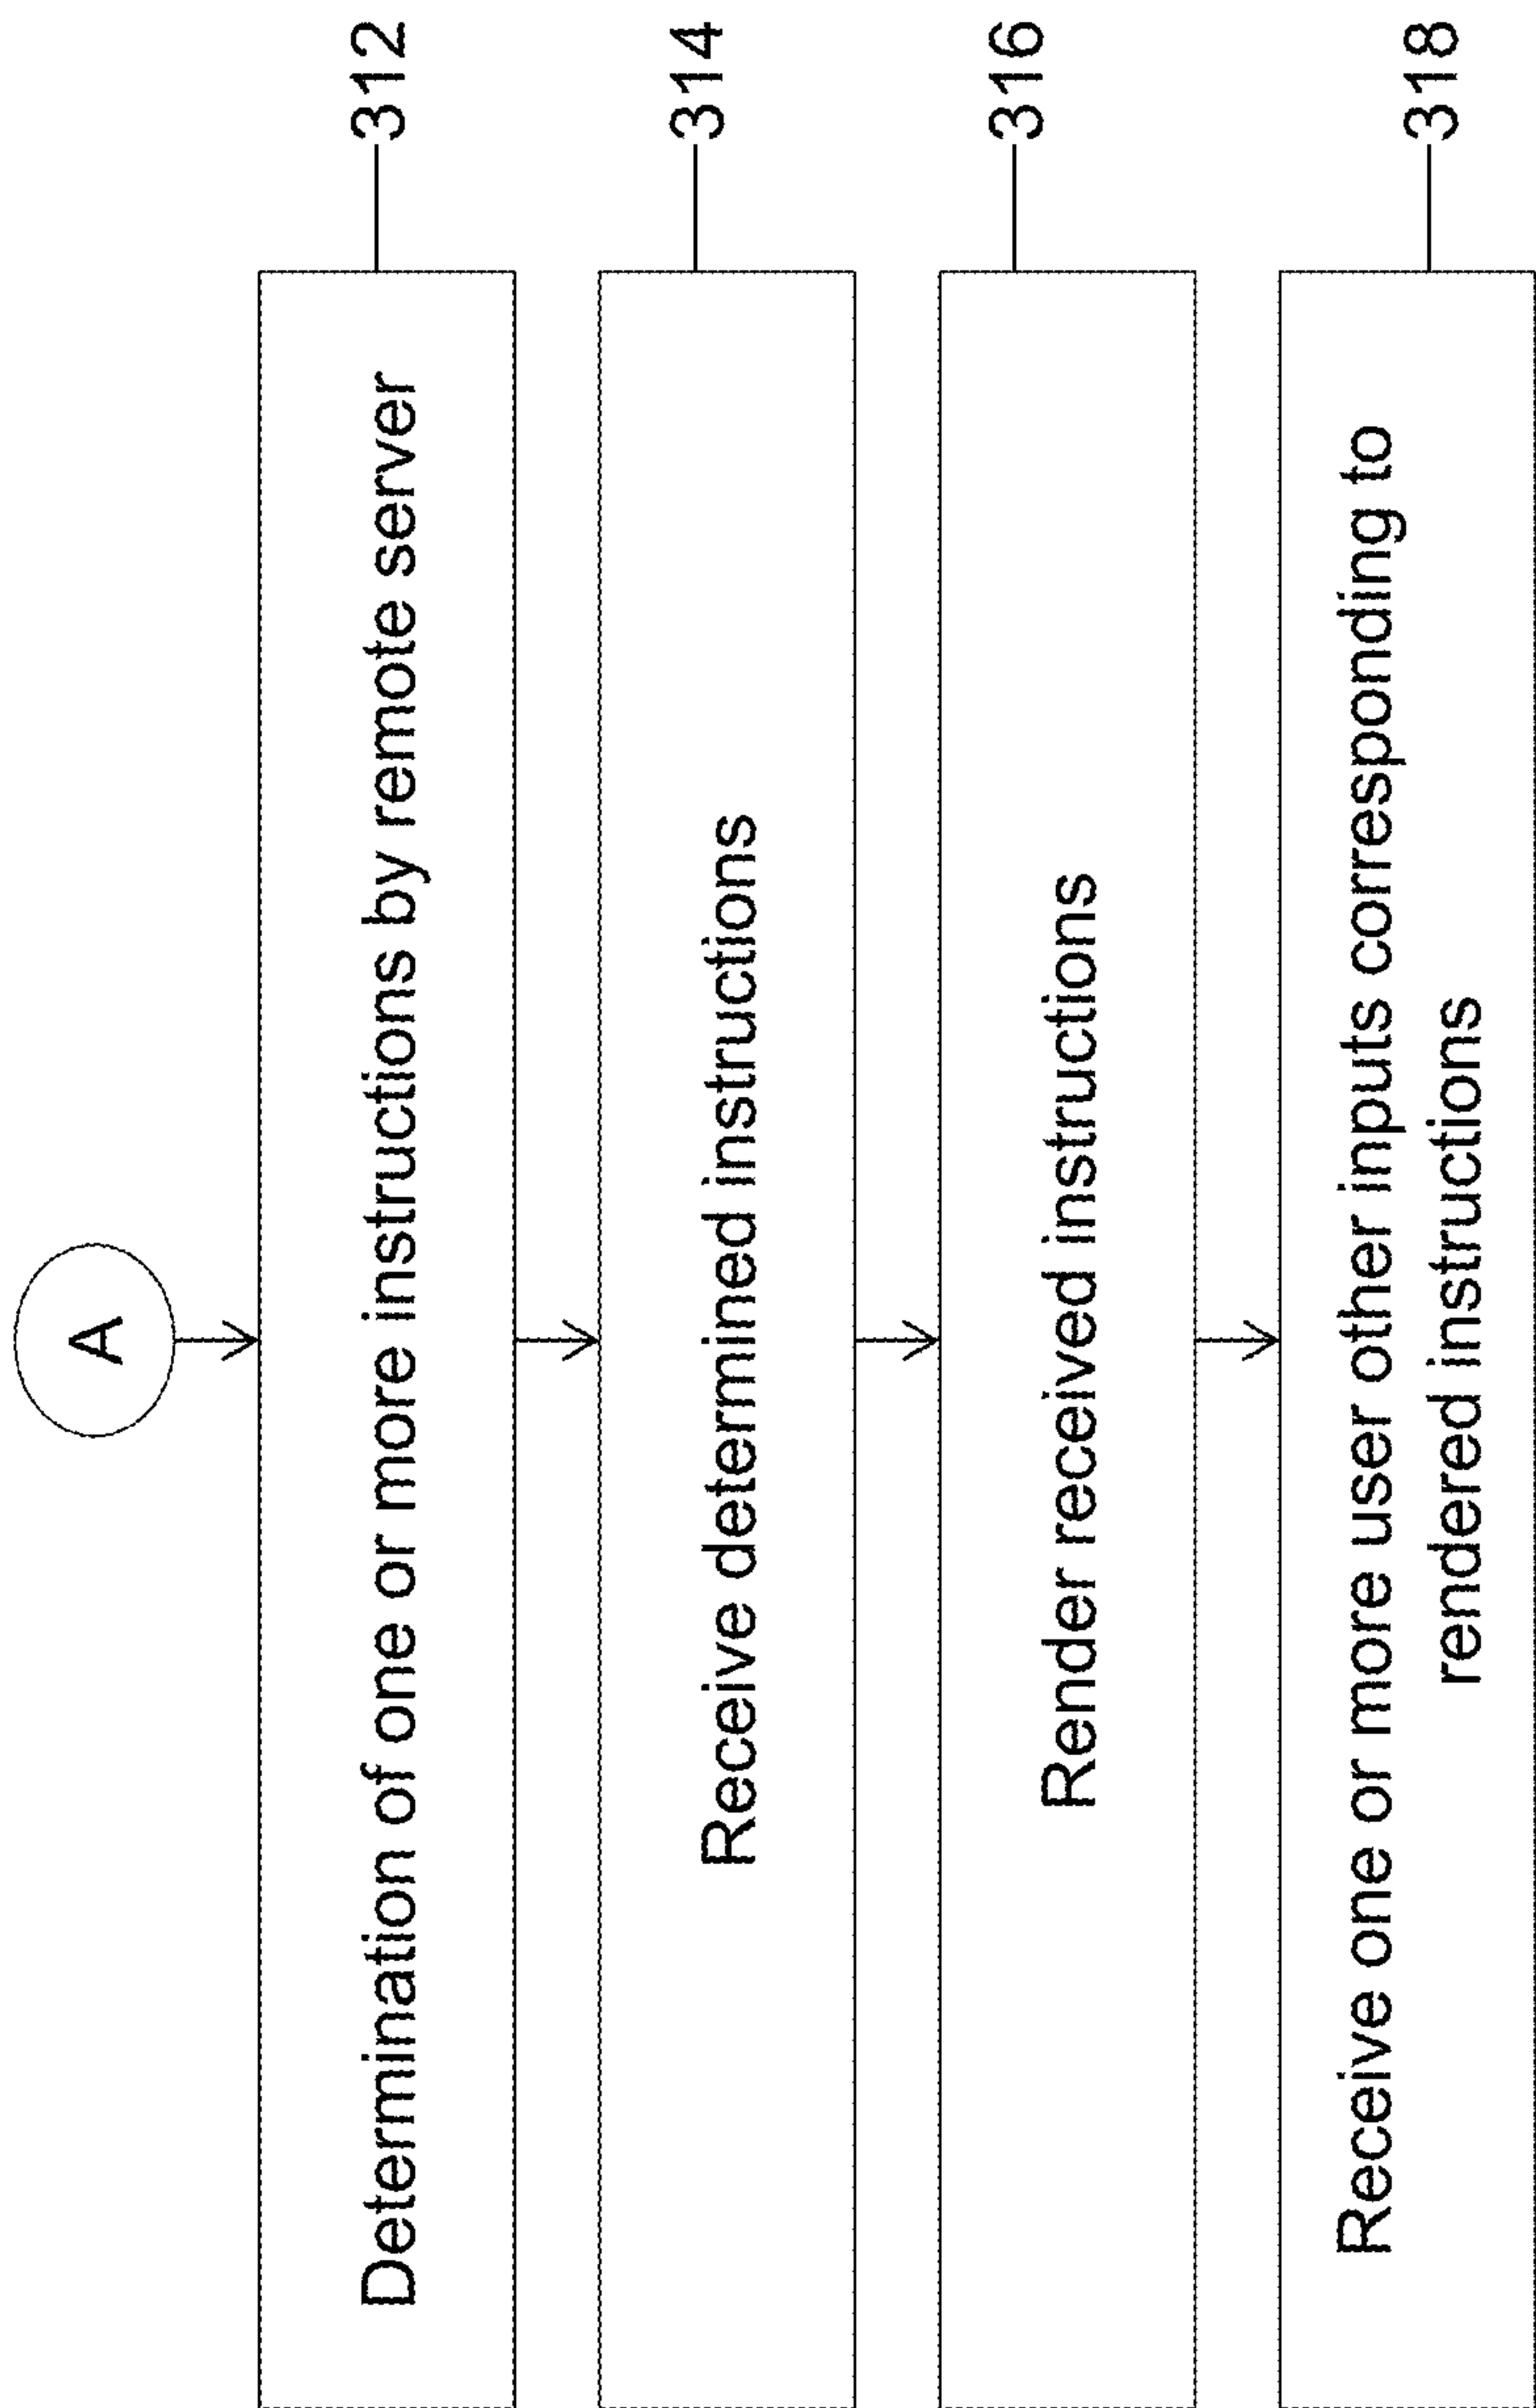 A
Determination of one or more instructions by remote server
312
Receive determined instructions
314
Render received instructions
316
Receive one or more user other inputs corresponding to
rendered instructions
318